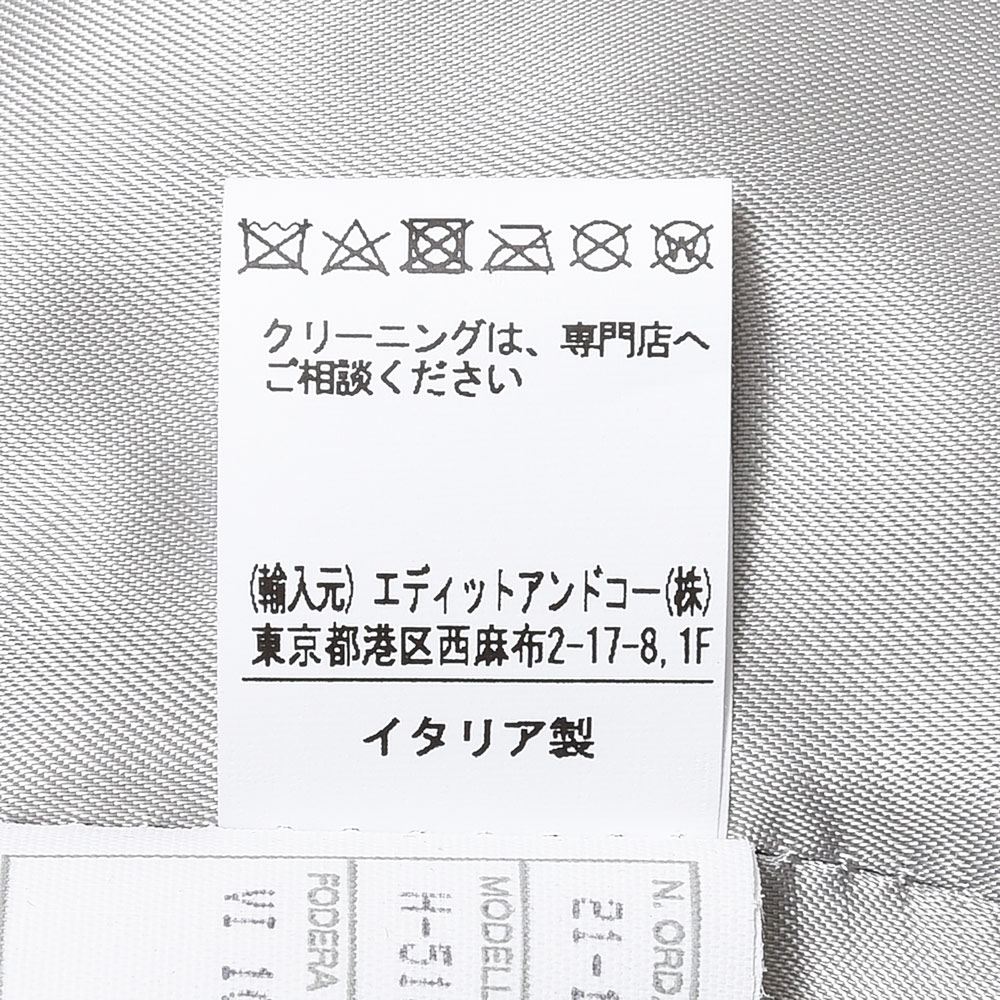 クリーニングは、専門店へ
ご相談ください
(輸入元) エディットアンドコー(株)
東京都港区西麻布2-17-8, 1F
イタリア製
N. ORD.
MODELL
FODERA